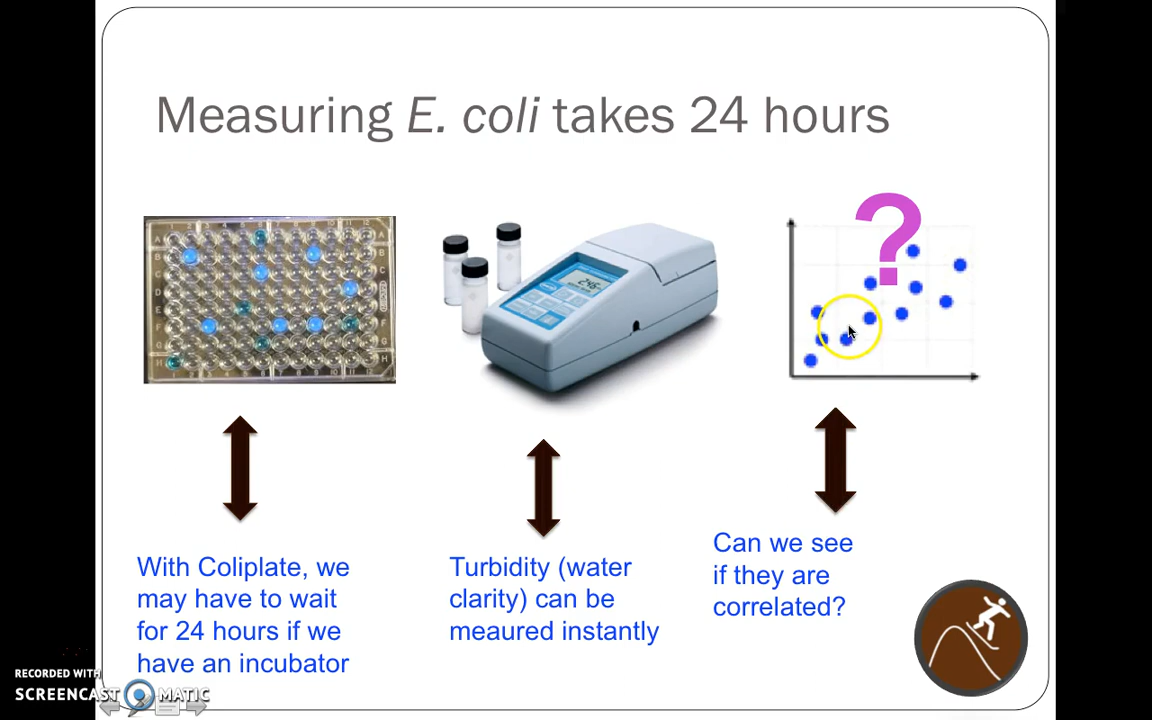 Measuring E. coli takes 24 hours
?
With Coliplate, we
may have to wait
for 24 hours if we
have an incubator
Turbidity (water
clarity) can be
meaured instantly
Can we see
if they are
correlated?
RECORDED WITH
SCREENCAST MATIC